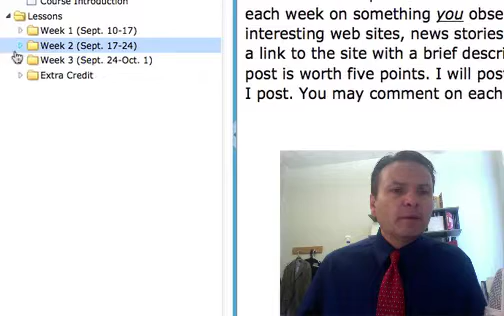 Course Introduction
Lessons
Week 1 (Sept. 10-17)
Week 2 (Sept. 17-24)
Week 3 (Sept. 24-Oct. 1)
Extra Credit
each week on something you obse
interesting web sites, news stories
a link to the site with a brief descri
post is worth five points. I will pos
I post. You may comment on each